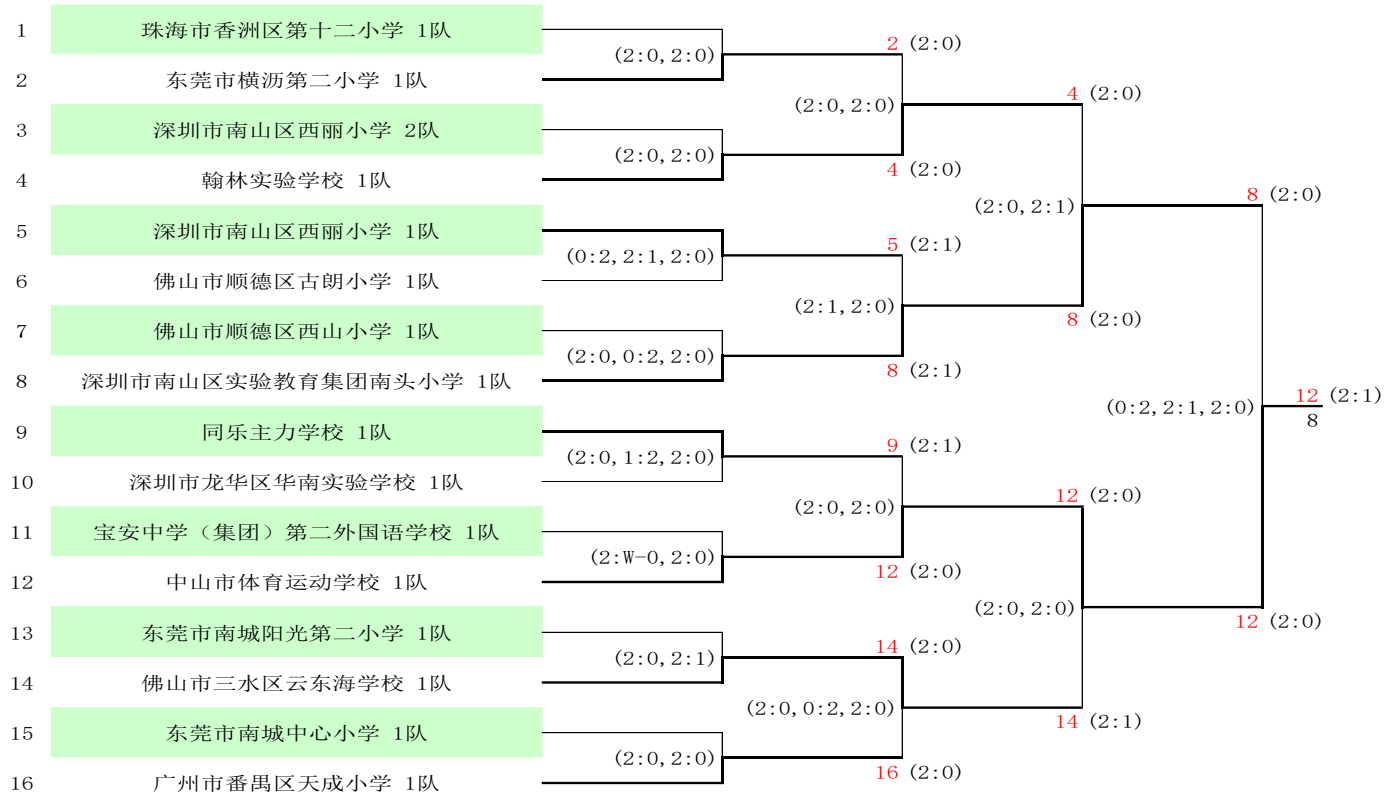 1 珠海市香洲区第十二小学 1队
(2:0,2:0)
2 (2:0)
2 东莞市横沥第二小学 1队
(2:0,2:0)
4 (2:0)
3 深圳市南山区西丽小学 2队
(2:0,2:0)
4 (2:0)
4 翰林实验学校 1队
(2:0,2:1)
8 (2:0)
5 深圳市南山区西丽小学 1队
(0:2,2:1,2:0)
5 (2:1)
6 佛山市顺德区古朗小学 1队
(2:1,2:0)
8 (2:0)
7 佛山市顺德区西山小学 1队
(2:0,0:2,2:0)
8 (2:1)
8 深圳市南山区实验教育集团南头小学 1队
(0:2,2:1,2:0)
12 (2:1)
8
9 同乐主力学校 1队
(2:0,1:2,2:0)
9 (2:1)
10 深圳市龙华区华南实验学校 1队
(2:0,2:0)
12 (2:0)
11 宝安中学（集团）第二外国语学校 1队
(2:W-0,2:0)
12 (2:0)
12 中山市体育运动学校 1队
(2:0,2:0)
12 (2:0)
13 东莞市南城阳光第二小学 1队
(2:0,2:1)
14 (2:0)
14 佛山市三水区云东海学校 1队
(2:0,0:2,2:0)
14 (2:1)
15 东莞市南城中心小学 1队
(2:0,2:0)
16 (2:0)
16 广州市番禺区天成小学 1队